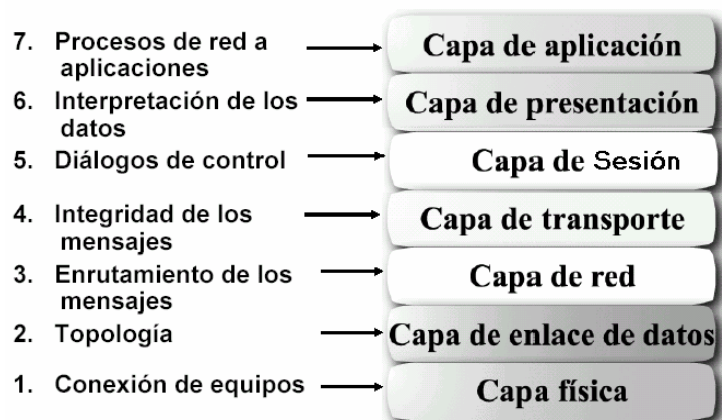 7. Procesos de red a
aplicaciones
Capa de aplicación
6. Interpretación de los
datos
Capa de presentación
5. Diálogos de control
Capa de Sesión
4. Integridad de los
mensajes
Capa de transporte
3. Enrutamiento de los
mensajes
Capa de red
2. Topología
Capa de enlace de datos
1. Conexión de equipos
Capa física